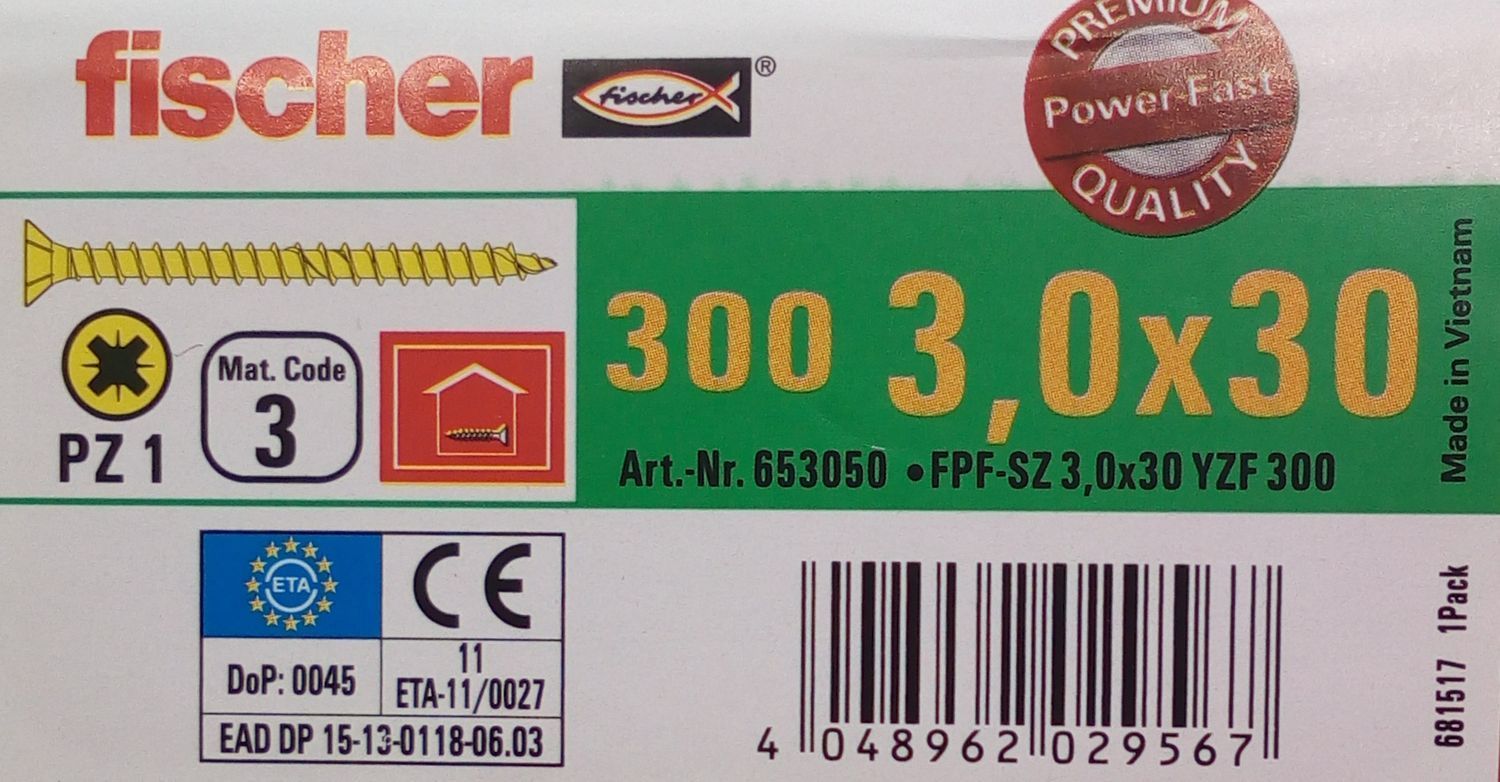 fischer
fischer ®
PREMIUM
Power-Fast
QUALITY
300 3,0x30
Made in Vietnam
Mat. Code
3
PZ 1
Art.-Nr. 653050 • FPF-SZ 3,0x30 YZF 300
ETA
CE
DoP: 0045
11
ETA-11/0027
EAD DP 15-13-0118-06.03
4 048962 029567
681517 1Pack